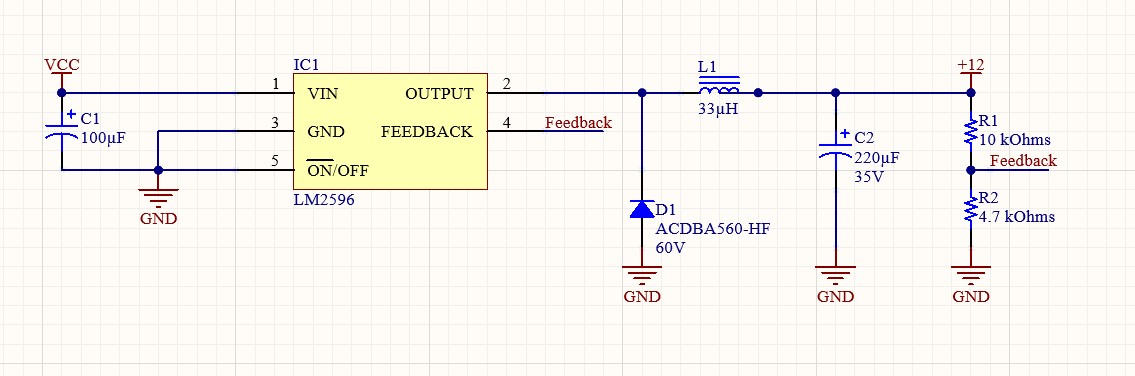 VCC
C1
100µF
GND
IC1
1
VIN
3
GND
5
ON/OFF
OUTPUT
2
FEEDBACK
4
LM2596
Feedback
D1
ACDBA560-HF
60V
GND
L1
33µH
C2
220µF
35V
GND
+12
R1
10 kOhms
Feedback
R2
4.7 kOhms
GND